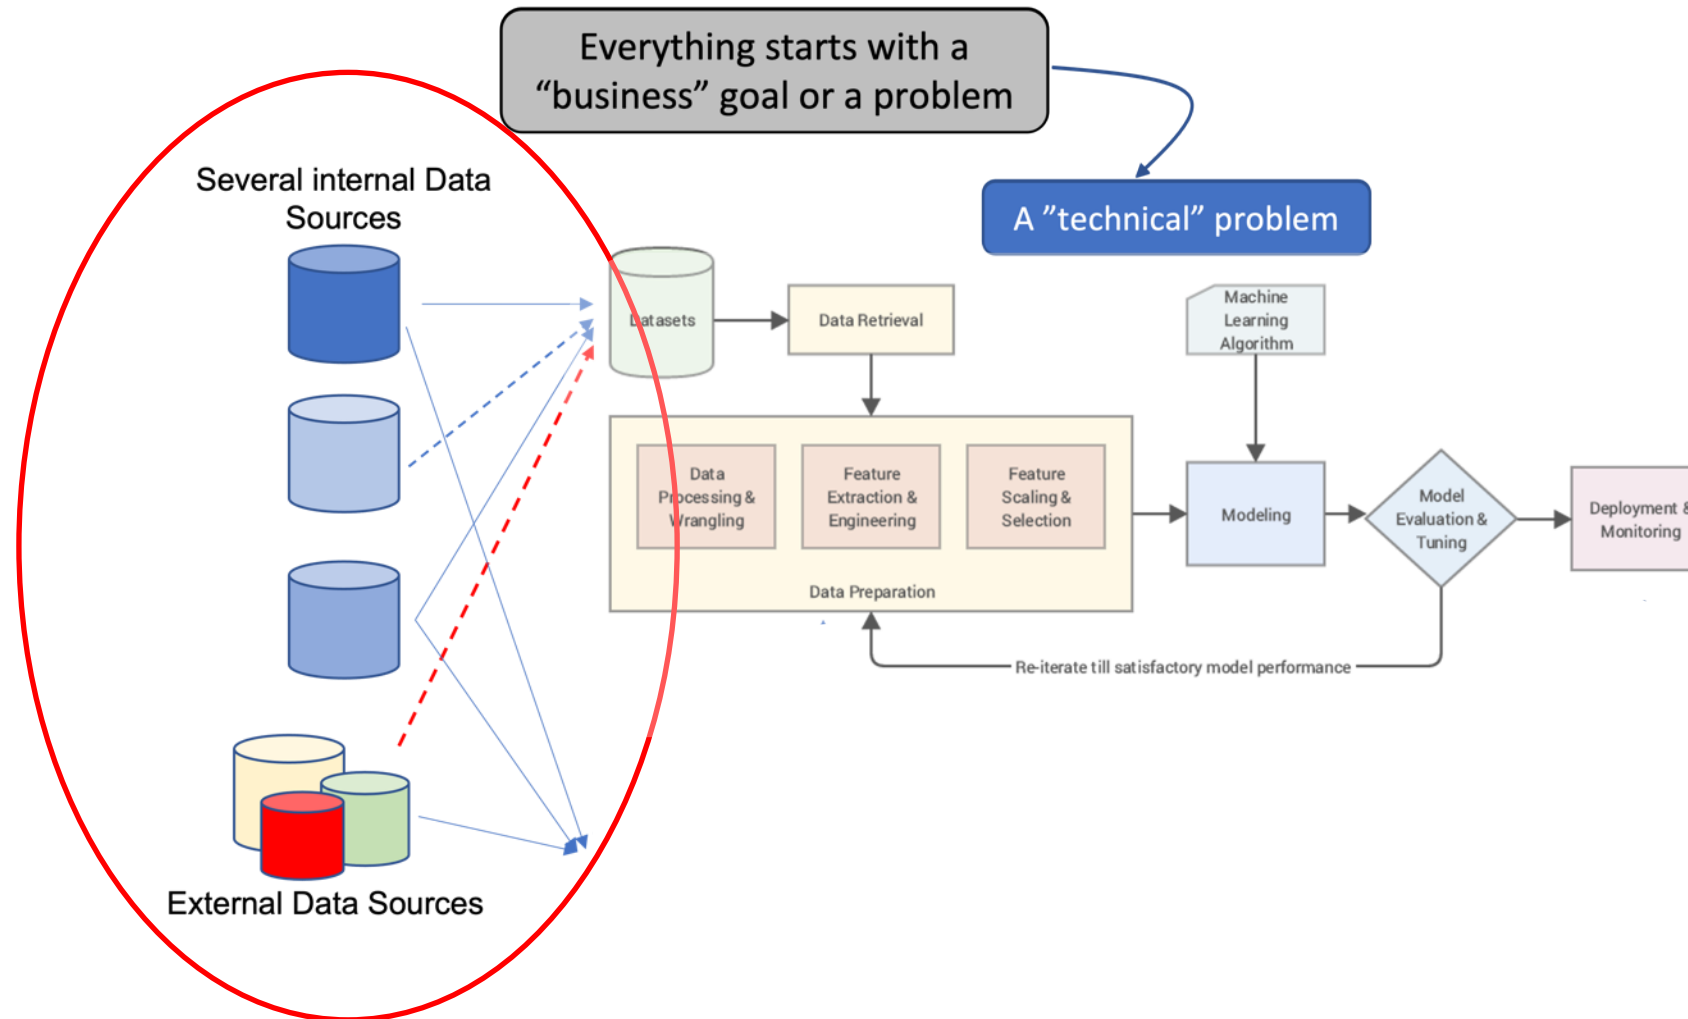 Everything starts with a
“business” goal or a problem
A ”technical” problem
Several internal Data
Sources
Datasets
Data Retrieval
Machine
Learning
Algorithm
Data
Processing &
Wrangling
Feature
Extraction &
Engineering
Feature
Scaling &
Selection
Data Preparation
Modeling
Model
Evaluation &
Tuning
Deployment &
Monitoring
Re-iterate till satisfactory model performance
External Data Sources